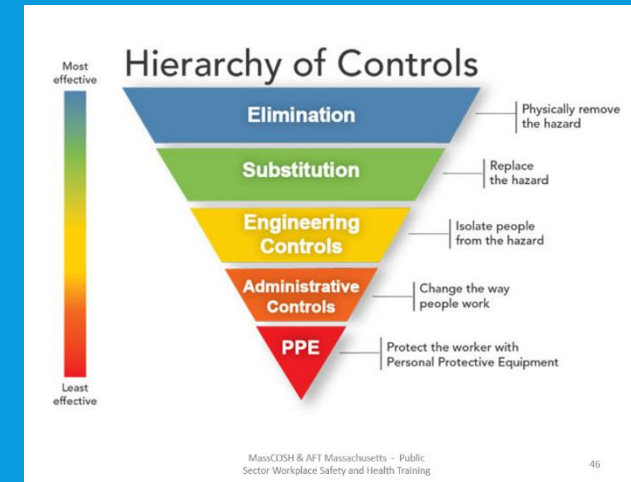 Hierarchy of Controls
Most
effective
Elimination
Physically remove
the hazard
Substitution
Replace
the hazard
Engineering
Controls
Isolate people
from the hazard
Administrative
Controls
Change the way
people work
PPE
Protect the worker with
Personal Protective Equipment
Least
effective
MassCOSH & AFT Massachusetts - Public
Sector Workplace Safety and Health Training
46